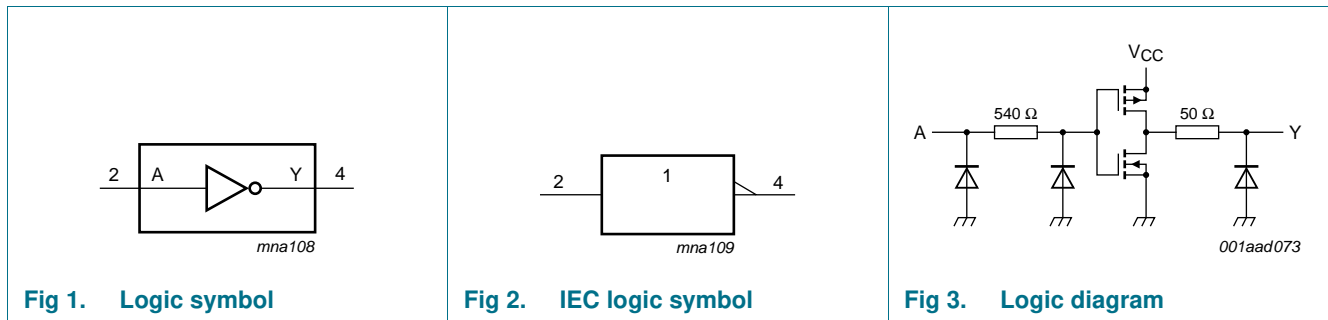 2 A Y 4
mna108
Fig 1. Logic symbol
2 1 4
mna109
Fig 2. IEC logic symbol
VCC
540 Ω 50 Ω
A Y
001aad073
Fig 3. Logic diagram